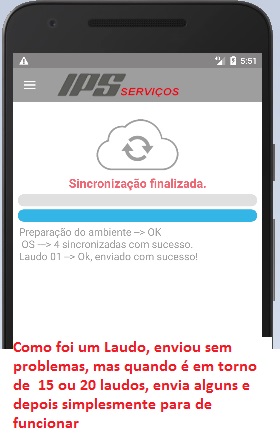 5:51
IPS SERVIÇOS
Sincronização finalizada.
Preparação do ambiente --> OK
OS ---> 4 sincronizadas com sucesso.
Laudo 01 --> Ok, enviado com sucesso!
Como foi um Laudo, enviou sem
problemas, mas quando é em torno
de 15 ou 20 laudos, envia alguns e
depois simplesmente para de
funcionar